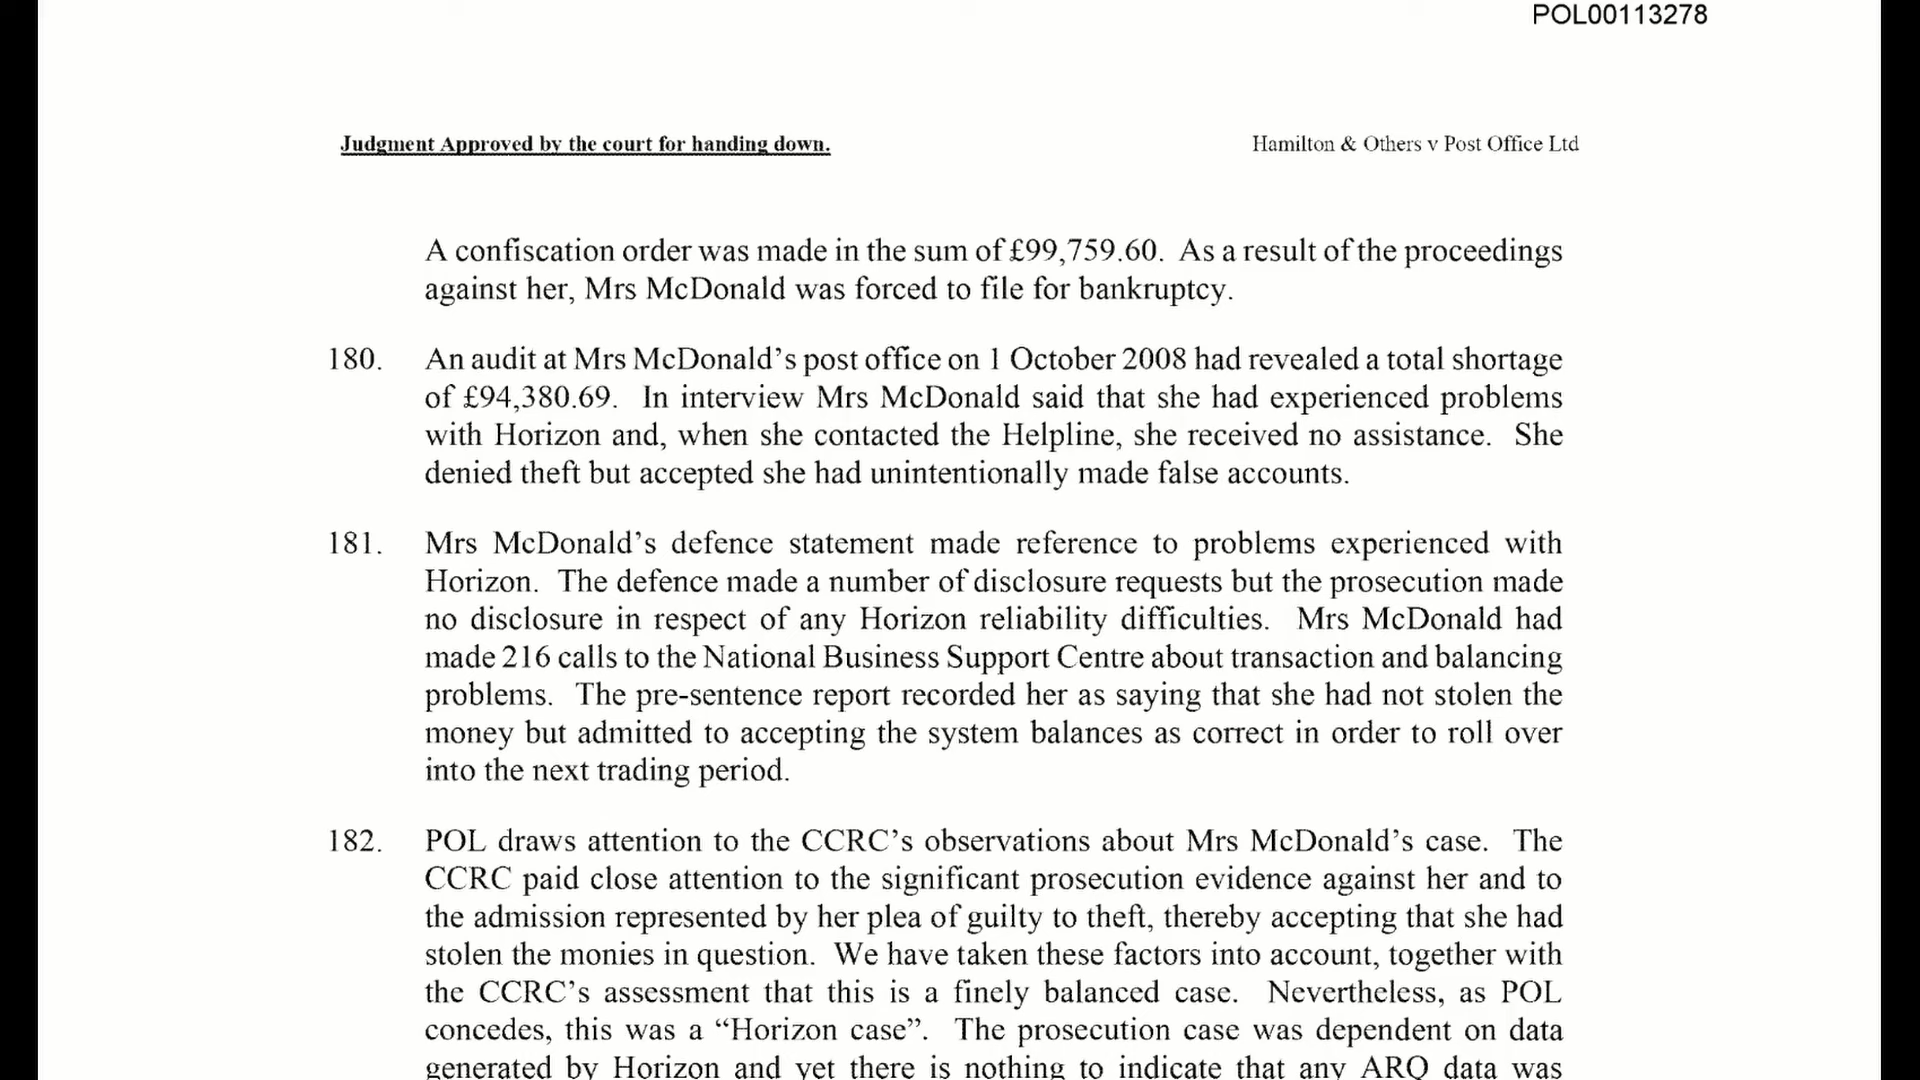 POL00113278
Judgment Approved by the court for handing down.
Hamilton & Others v Post Office Ltd
A confiscation order was made in the sum of £99,759.60. As a result of the proceedings
against her, Mrs McDonald was forced to file for bankruptcy.
180. An audit at Mrs McDonald’s post office on 1 October 2008 had revealed a total shortage
of £94,380.69. In interview Mrs McDonald said that she had experienced problems
with Horizon and, when she contacted the Helpline, she received no assistance. She
denied theft but accepted she had unintentionally made false accounts.
181. Mrs McDonald’s defence statement made reference to problems experienced with
Horizon. The defence made a number of disclosure requests but the prosecution made
no disclosure in respect of any Horizon reliability difficulties. Mrs McDonald had
made 216 calls to the National Business Support Centre about transaction and balancing
problems. The pre-sentence report recorded her as saying that she had not stolen the
money but admitted to accepting the system balances as correct in order to roll over
into the next trading period.
182. POL draws attention to the CCRC’s observations about Mrs McDonald’s case. The
CCRC paid close attention to the significant prosecution evidence against her and to
the admission represented by her plea of guilty to theft, thereby accepting that she had
stolen the monies in question. We have taken these factors into account, together with
the CCRC’s assessment that this is a finely balanced case. Nevertheless, as POL
concedes, this was a “Horizon case”. The prosecution case was dependent on data
generated by Horizon and yet there is nothing to indicate that any ARQ data was